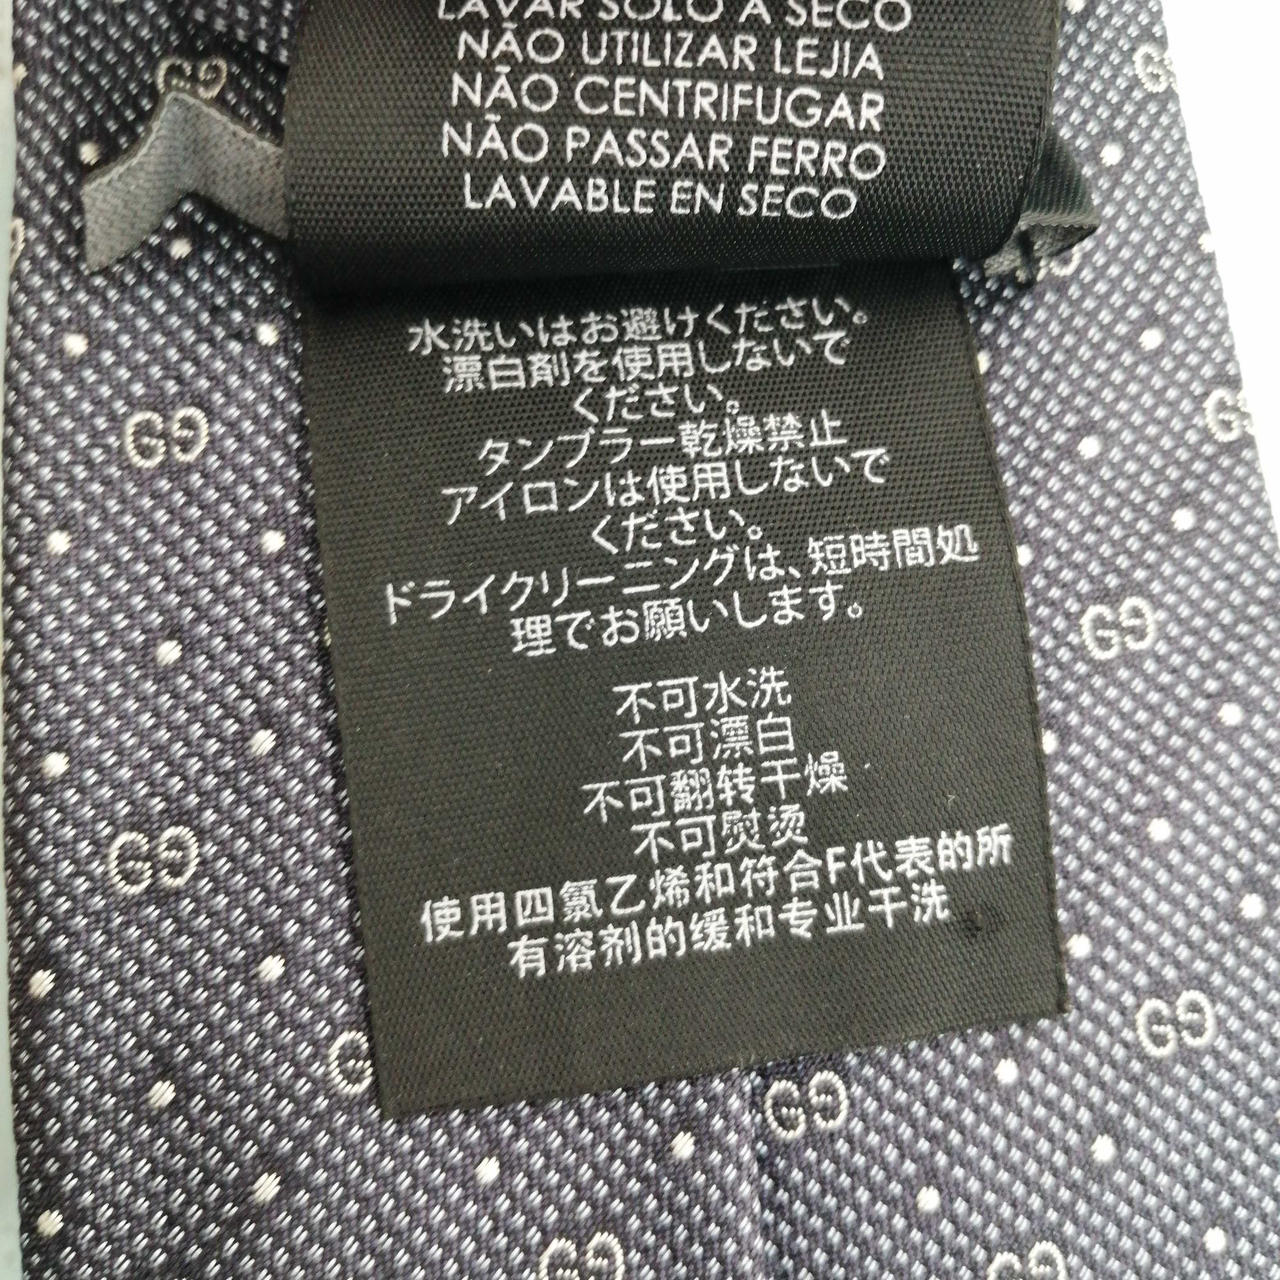 LAVAR SOLO A SECO
NÃO UTILIZAR LEJIA
NÃO CENTRIFUGAR
NÃO PASSAR FERRO
LAVABLE EN SECO
水洗いはお避けください。
漂白剤を使用しないで
ください。
タンブラー乾燥禁止
アイロンは使用しないで
ください。
ドライクリーニングは、短時間処
理でお願いします。
不可水洗
不可漂白
不可翻转干燥
不可熨烫
使用四氯乙烯和符合F代表的所
有溶剂的缓和专业干洗